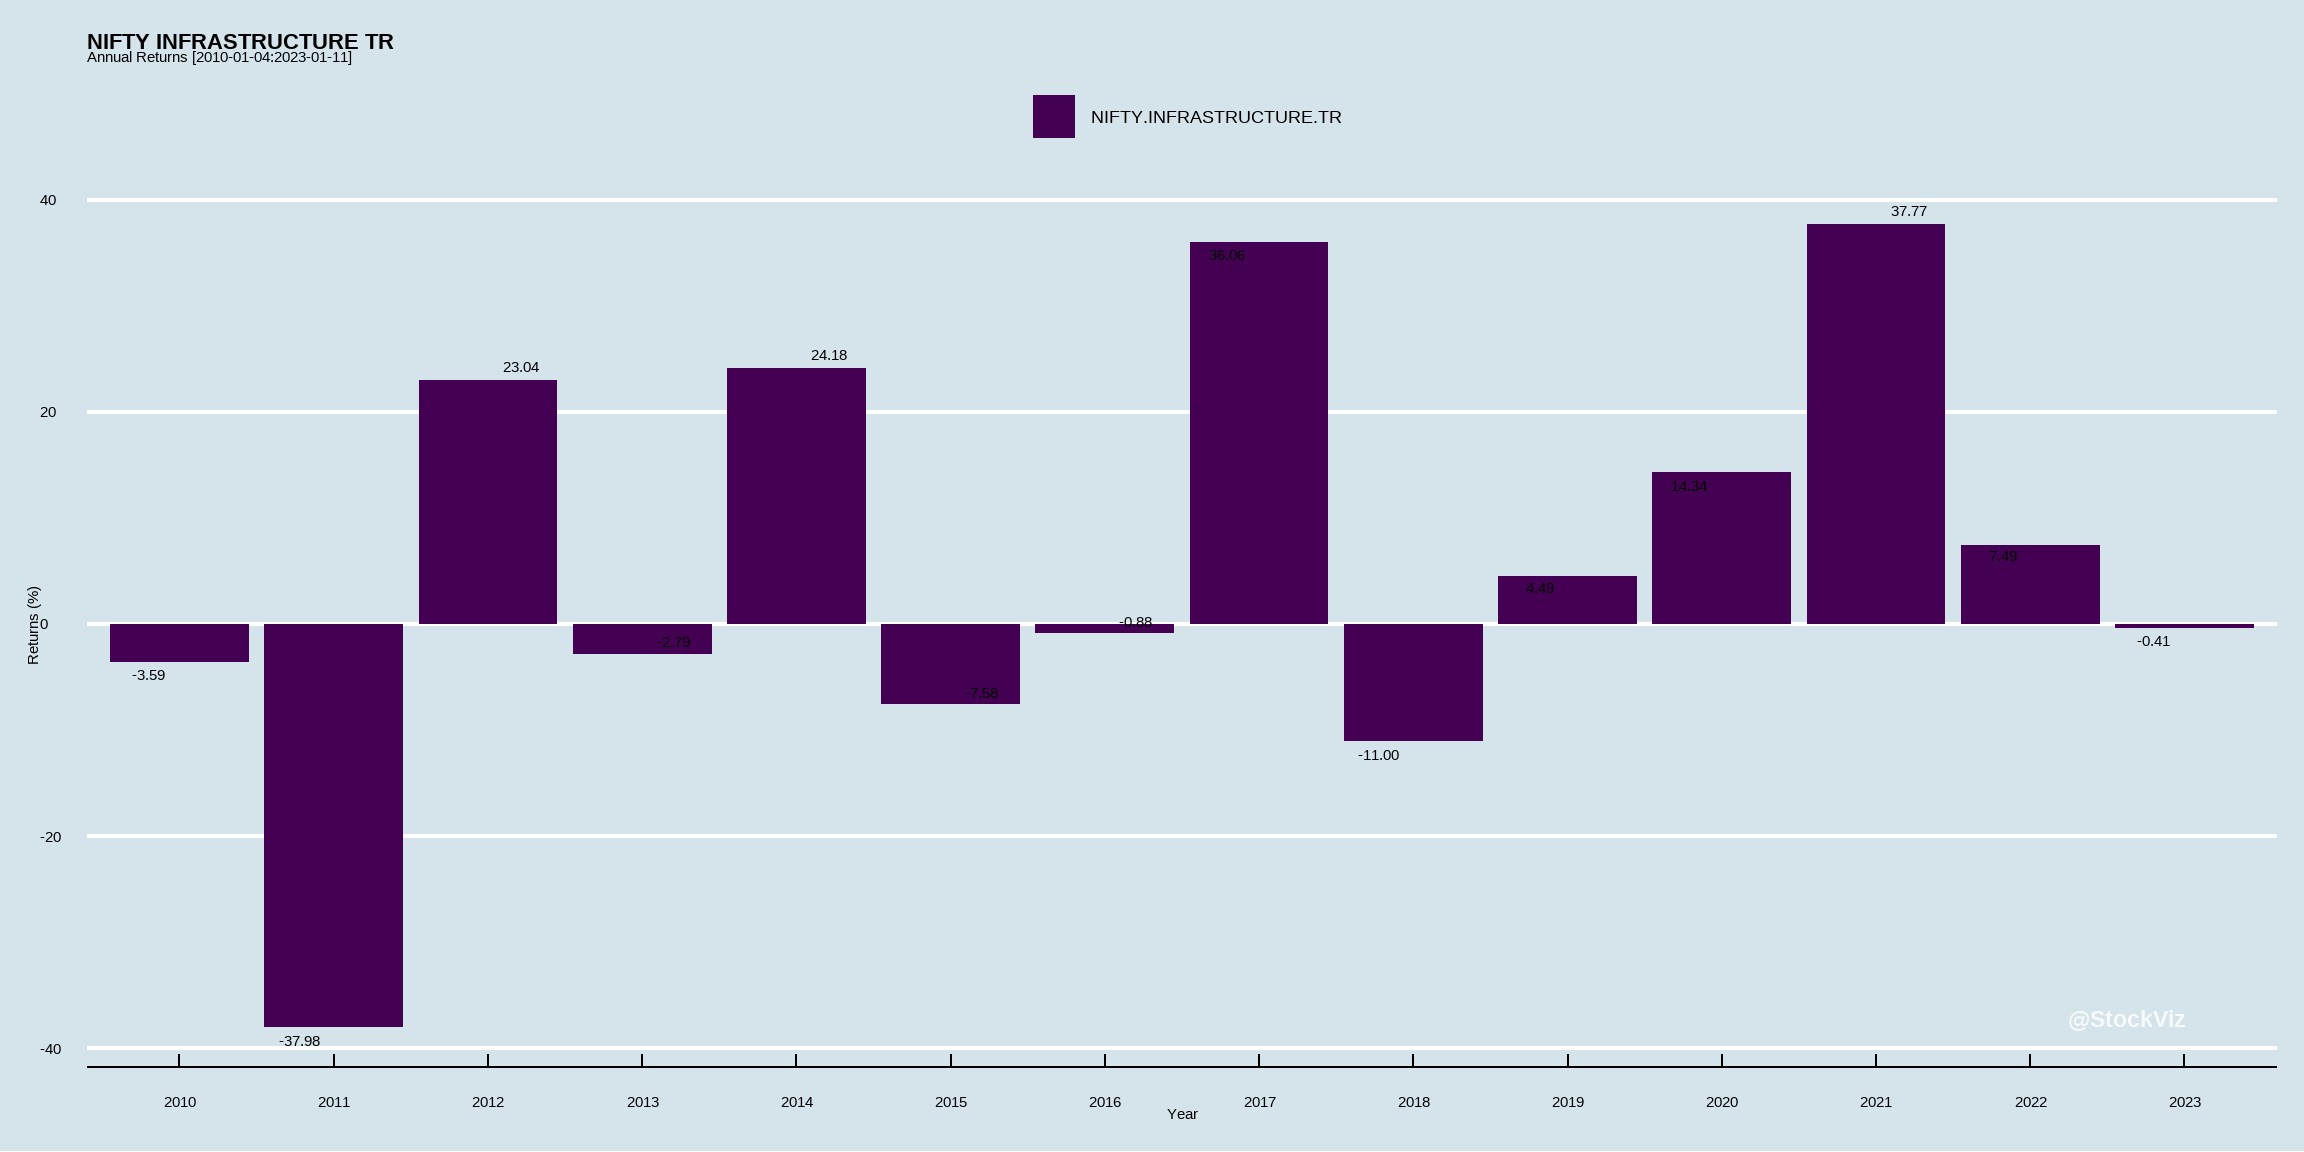 NIFTY INFRASTRUCTURE TR
Annual Returns [2010-01-04:2023-01-11]
NIFTY.INFRASTRUCTURE.TR
40
37.77
36.06
24.18
23.04
20
14.34
7.49
4.49
Returns (%)
0
-0.88
-0.41
-2.79
-3.59
-7.58
-11.00
-20
@StockViz
-37.98
-40
2010 2011 2012 2013 2014 2015 2016 2017 2018 2019 2020 2021 2022 2023
Year